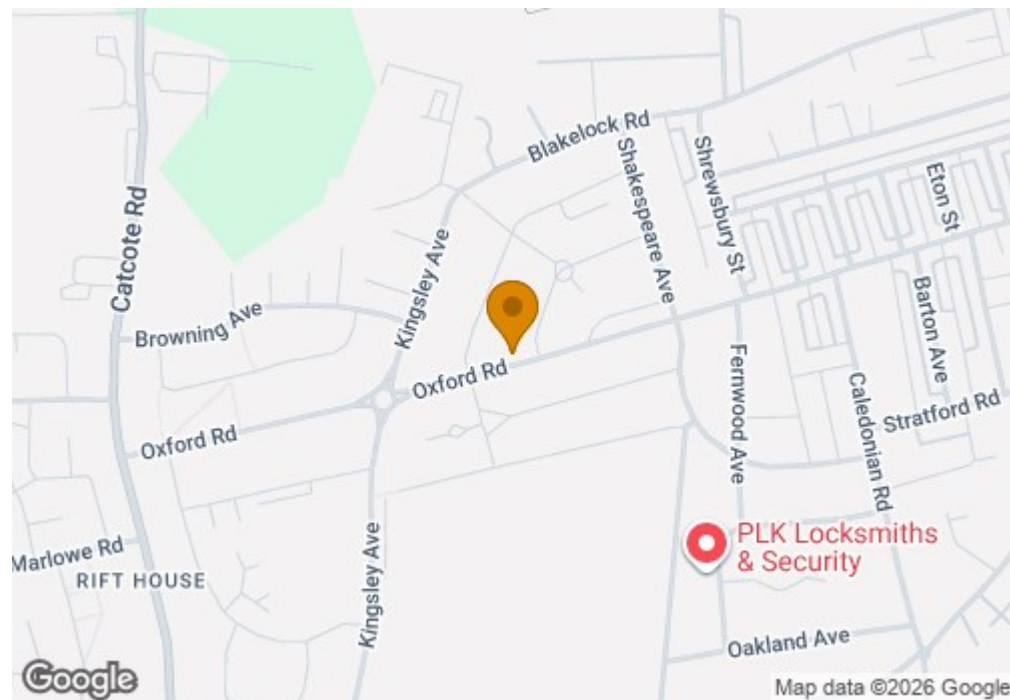 Blakelock Rd
Catcote Rd
Shakespeare Ave
Shrewsbury St
Eton St
Kingsley Ave
Browning Ave
Barton Ave
Oxford Rd
Fernwood Ave
Caledonian Rd
Stratford Rd
Oxford Rd
Marlowe Rd
RIFT HOUSE
Kingsley Ave
PLK Locksmiths
& Security
Oakland Ave
Google
Map data ©2026 Google